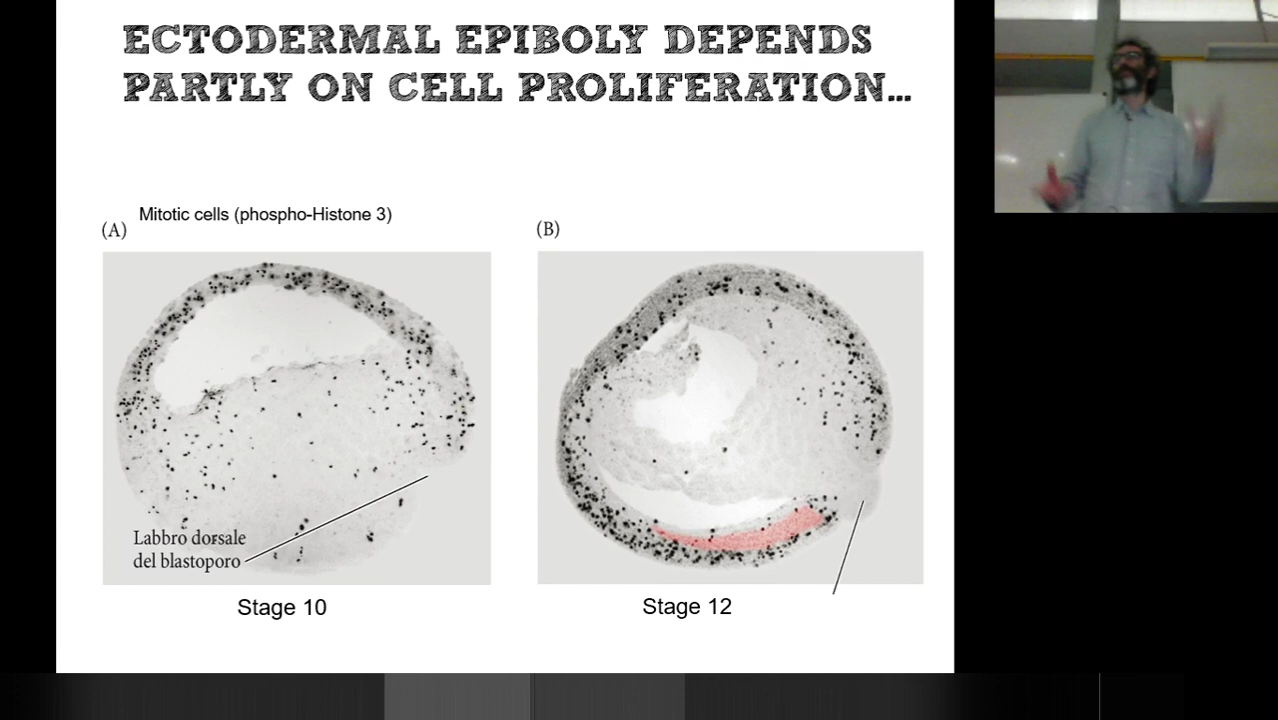 ECTODERMAL EPIBOLY DEPENDS
PARTLY ON CELL PROLIFERATION...
Mitotic cells (phospho-Histone 3)
(A)
(B)
Labbro dorsale
del blastoporo
Stage 10
Stage 12